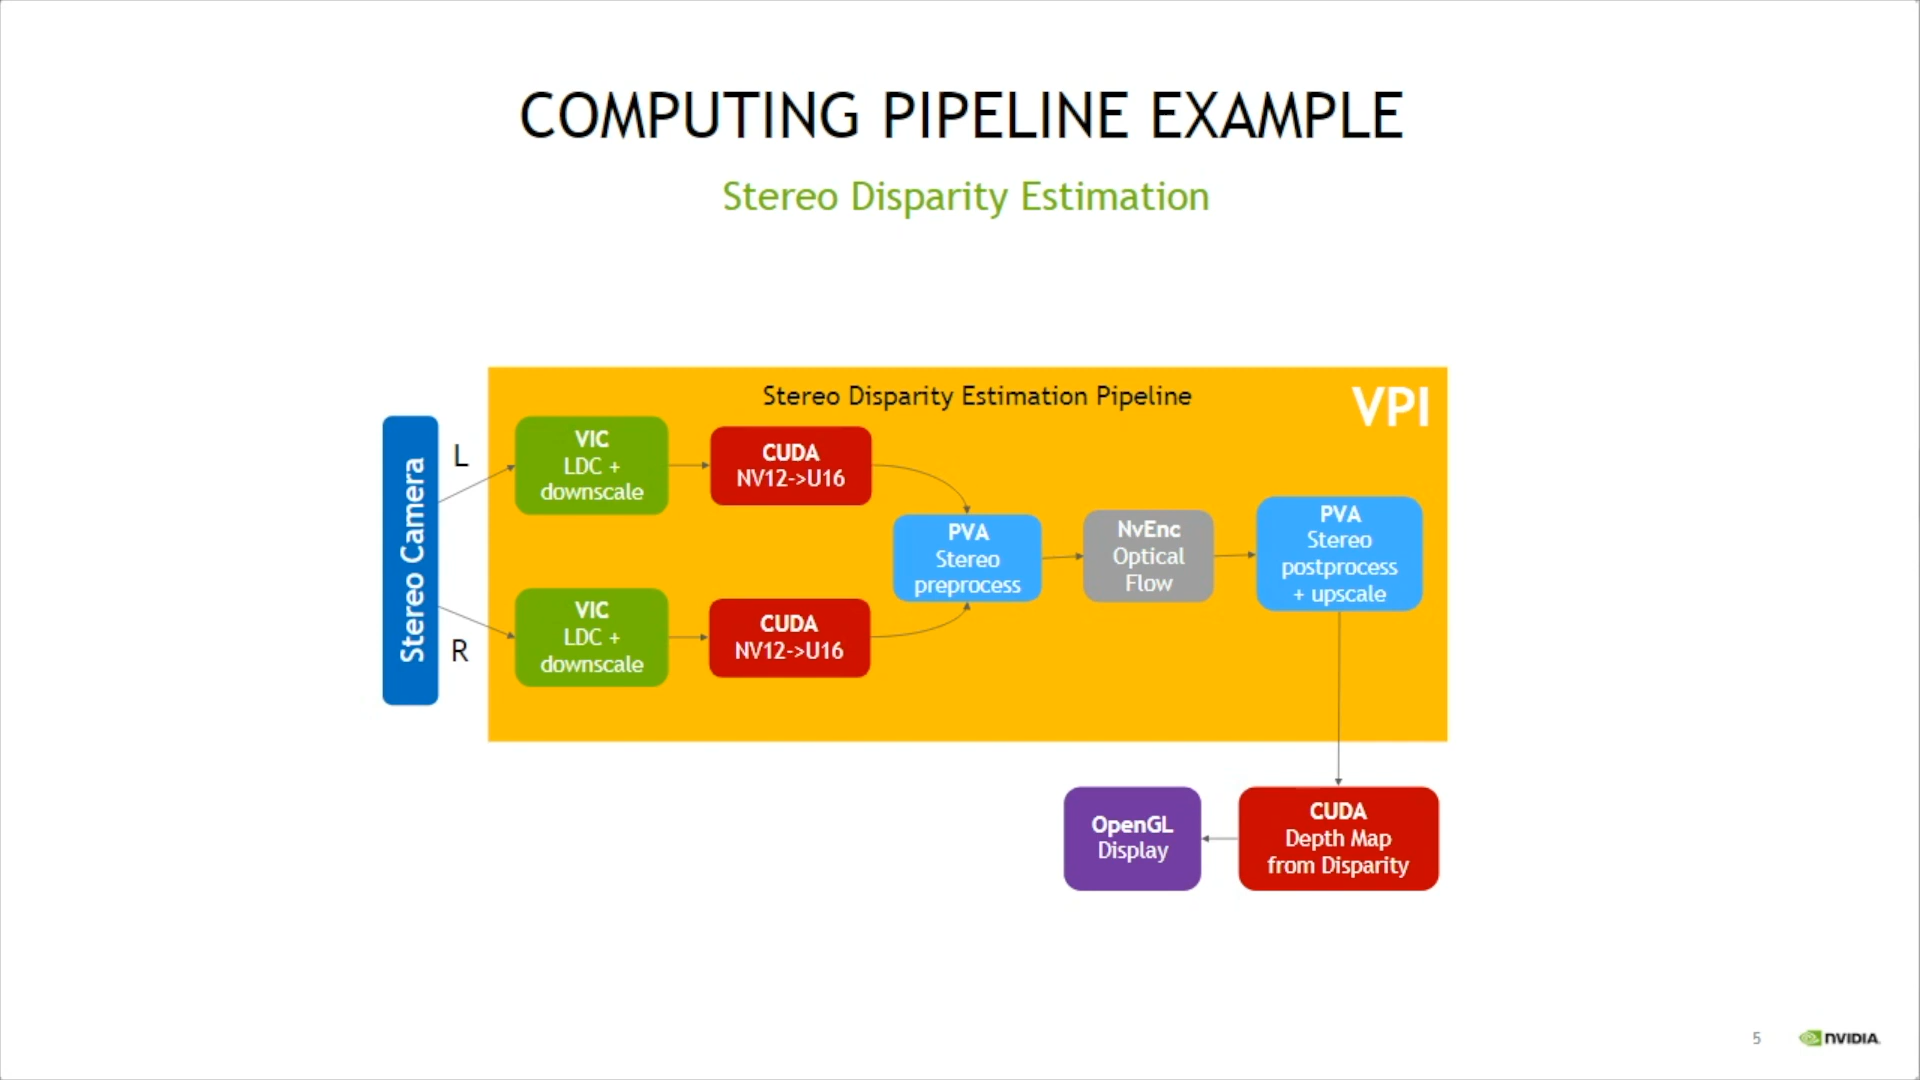 COMPUTING PIPELINE EXAMPLE
Stereo Disparity Estimation
Stereo Disparity Estimation Pipeline
VPI
Stereo Camera
L
R
VIC
LDC +
downscale
CUDA
NV12->U16
VIC
LDC +
downscale
CUDA
NV12->U16
PVA
Stereo
preprocess
NvEnc
Optical
Flow
PVA
Stereo
postprocess
+ upscale
CUDA
Depth Map
from Disparity
OpenGL
Display
5
NVIDIA.